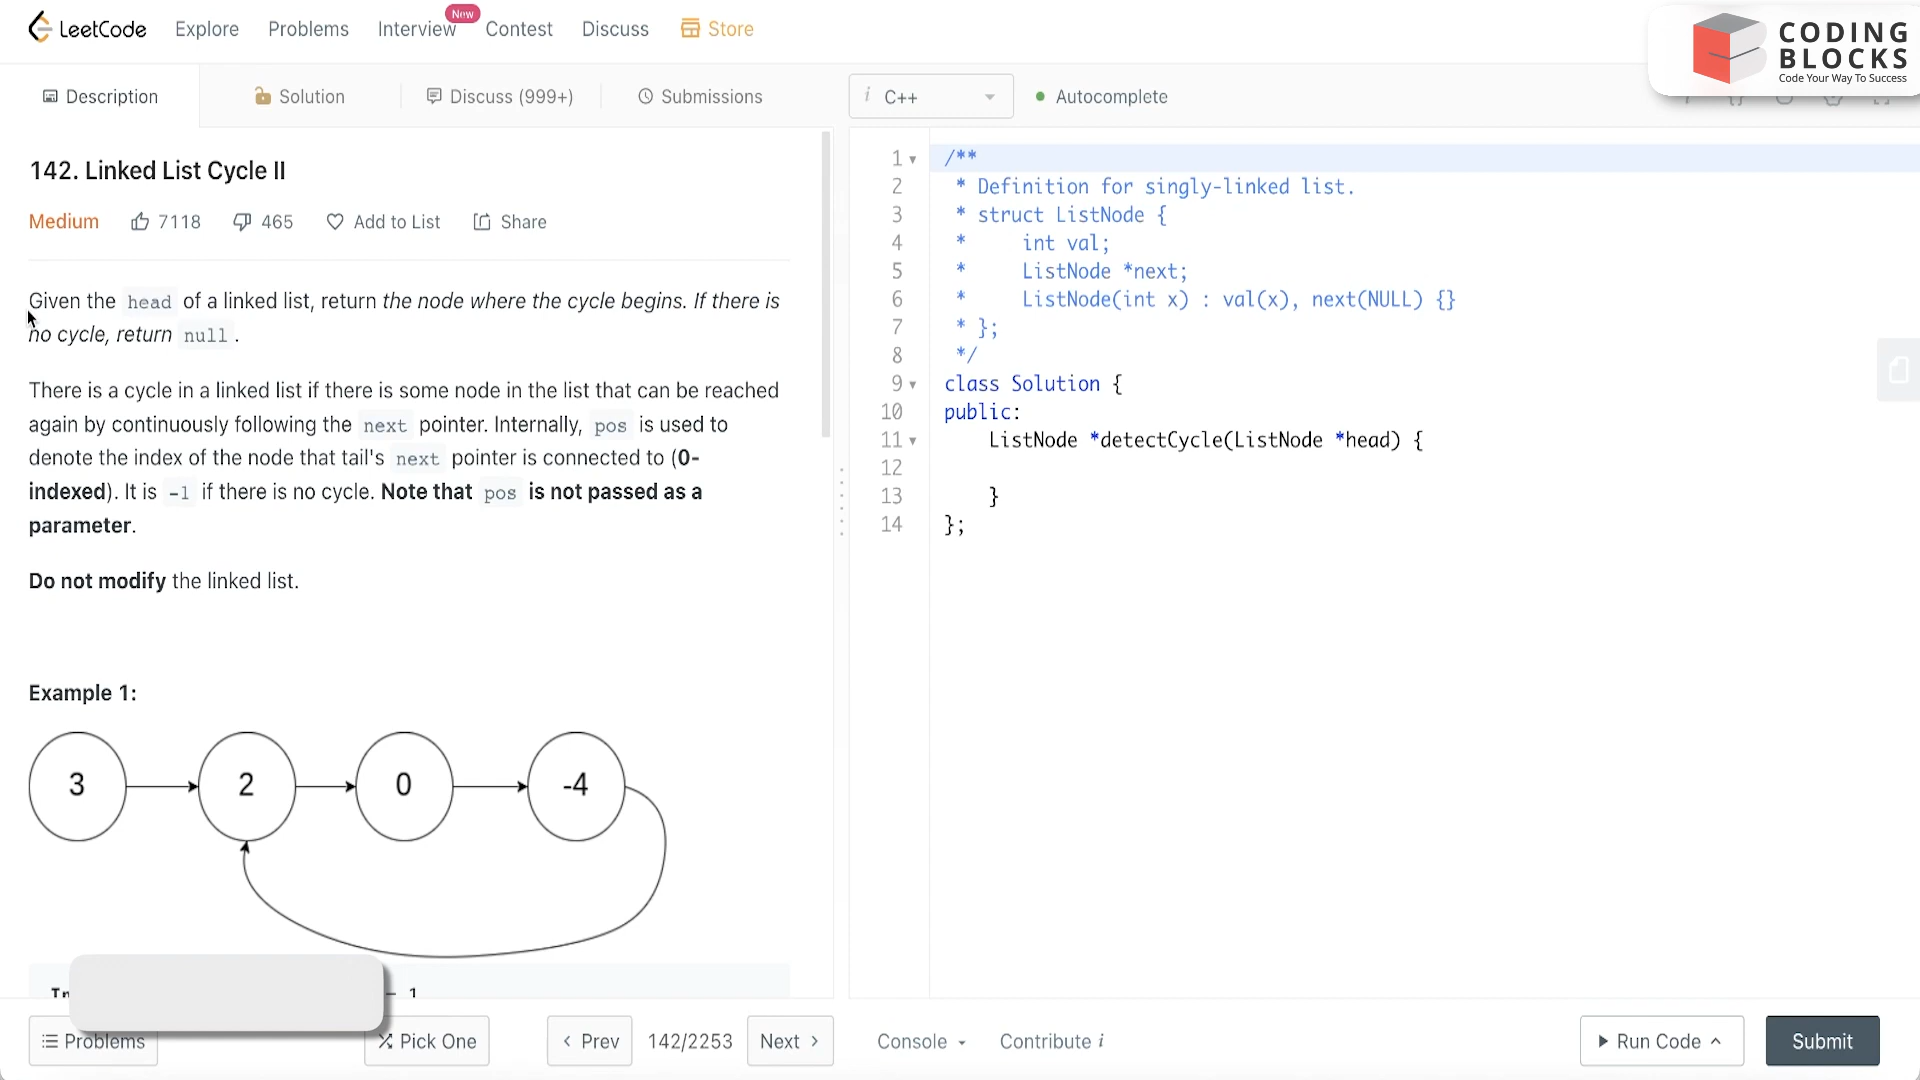 LeetCode Explore Problems Interview New Contest Discuss Store
CODING
BLOCKS
Code Your Way To Success
Description Solution Discuss (999+) Submissions
i C++ Autocomplete
142. Linked List Cycle II
Medium 7118 465 Add to List Share
Given the head of a linked list, return the node where the cycle begins. If there is
no cycle, return null .
There is a cycle in a linked list if there is some node in the list that can be reached
again by continuously following the next pointer. Internally, pos is used to
denote the index of the node that tail's next pointer is connected to (0-
indexed). It is -1 if there is no cycle. Note that pos is not passed as a
parameter.
Do not modify the linked list.
Example 1:
3 2 0 -4
1
1 /**
2 * Definition for singly-linked list.
3 * struct ListNode {
4 *     int val;
5 *     ListNode *next;
6 *     ListNode(int x) : val(x), next(NULL) {}
7 * };
8 */
9 class Solution {
10 public:
11     ListNode *detectCycle(ListNode *head) {
12
13     }
14 };
Problems Pick One < Prev 142/2253 Next > Console Contribute i Run Code Submit